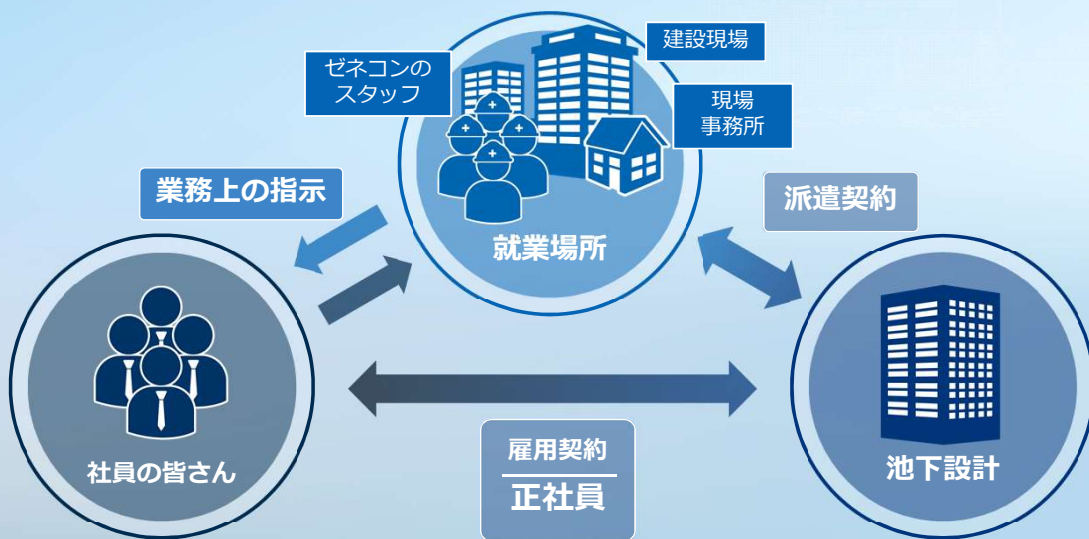 建設現場
ゼネコンの
スタッフ
現場
事務所
業務上の指示
派遣契約
就業場所
社員の皆さん
雇用契約
正社員
池下設計